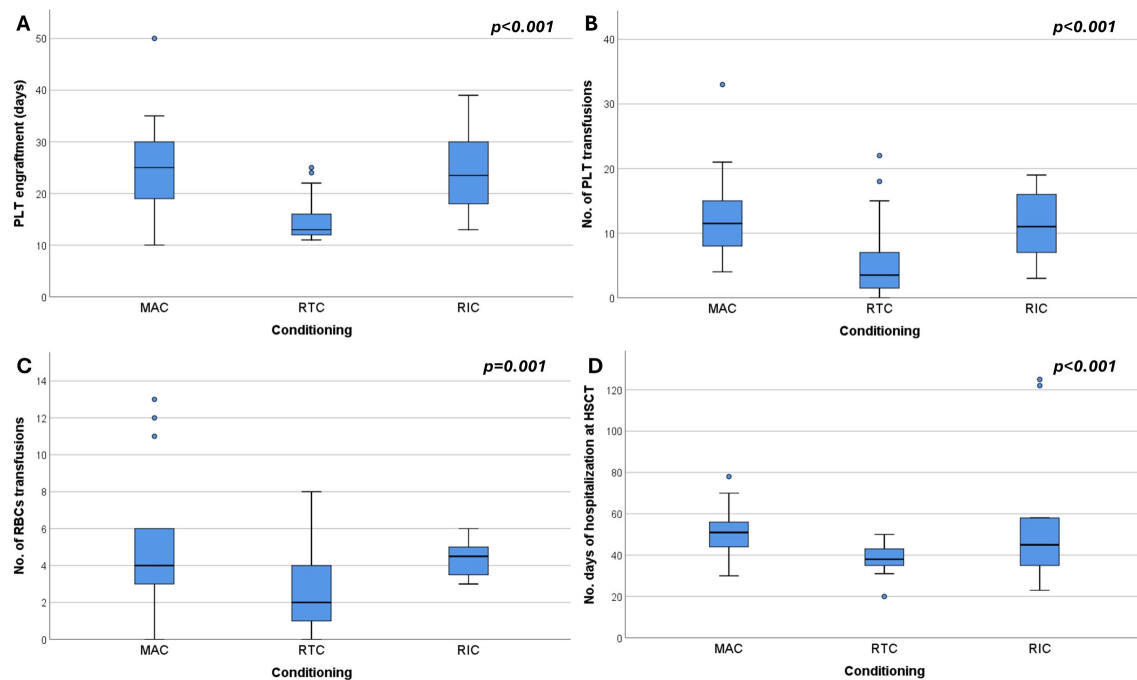 A
p<0.001
PLT engraftment (days)
50
40
30
20
10
0
MAC RTC RIC
Conditioning
B
p<0.001
No. of PLT transfusions
40
30
20
10
0
MAC RTC RIC
Conditioning
C
p=0.001
No. of RBCs transfusions
14
12
10
8
6
4
2
0
MAC RTC RIC
Conditioning
D
p<0.001
No. days of hospitalization at HSCT
120
100
80
60
40
20
0
MAC RTC RIC
Conditioning